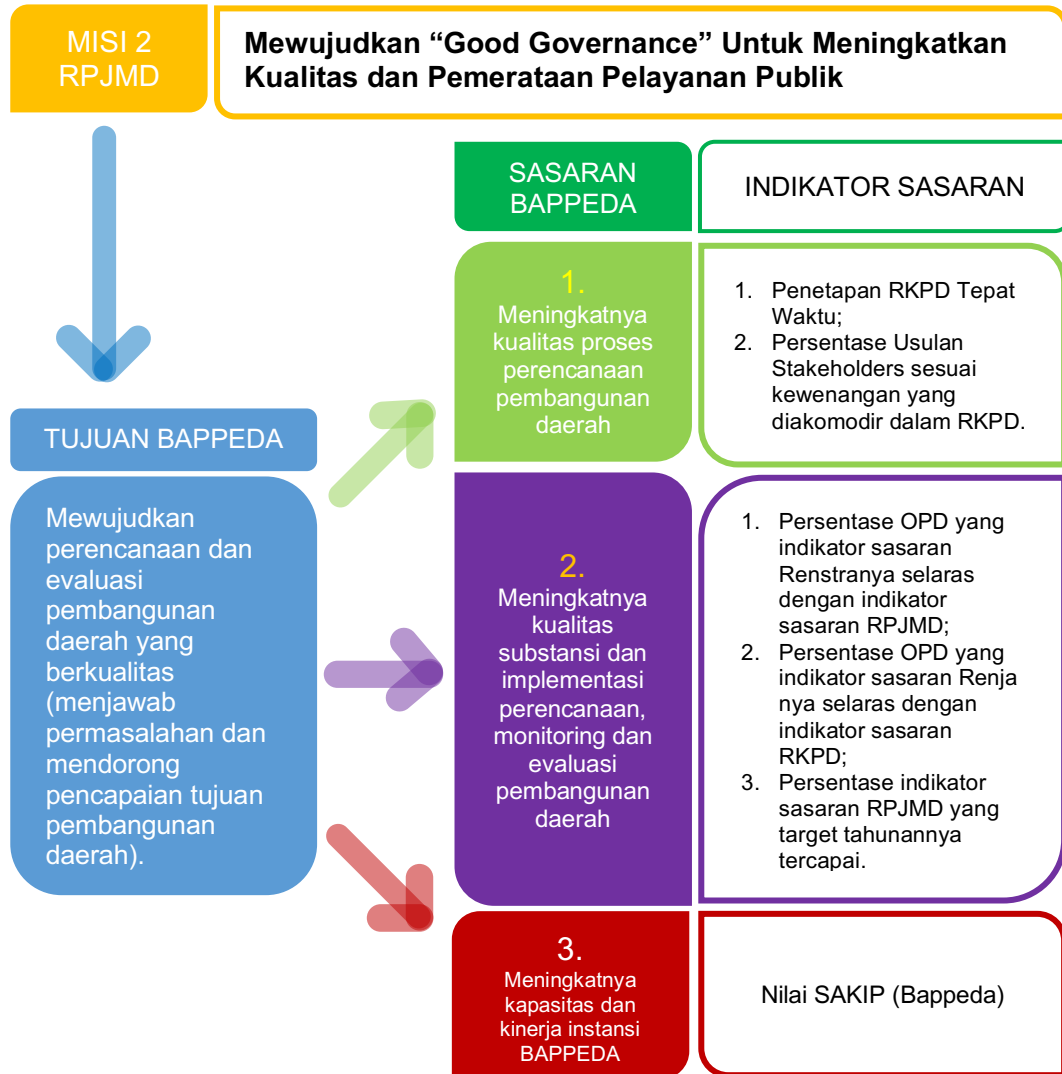 MISI 2
RPJMD
Mewujudkan “Good Governance” Untuk Meningkatkan
Kualitas dan Pemerataan Pelayanan Publik
SASARAN
BAPPEDA
INDIKATOR SASARAN
TUJUAN BAPPEDA
Mewujudkan
perencanaan dan
evaluasi
pembangunan
daerah yang
berkualitas
(menjawab
permasalahan dan
mendorong
pencapaian tujuan
pembangunan
daerah).
1.
Meningkatnya
kualitas proses
perencanaan
pembangunan
daerah
1. Penetapan RKPD Tepat
Waktu;
2. Persentase Usulan
Stakeholders sesuai
kewenangan yang
diakomodir dalam RKPD.
2.
Meningkatnya
kualitas
substansi dan
implementasi
perencanaan,
monitoring dan
evaluasi
pembangunan
daerah
1. Persentase OPD yang
indikator sasaran
Renstranya selaras
dengan indikator
sasaran RPJMD;
2. Persentase OPD yang
indikator sasaran Renja
nya selaras dengan
indikator sasaran
RKPD;
3. Persentase indikator
sasaran RPJMD yang
target tahunannya
tercapai.
3.
Meningkatnya
kapasitas dan
kinerja instansi
BAPPEDA
Nilai SAKIP (Bappeda)